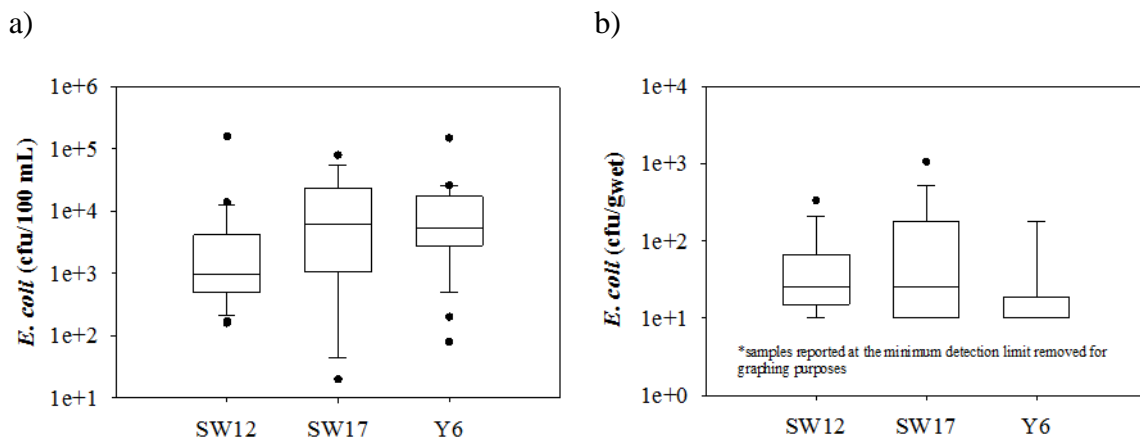 a)
1e+6
1e+5
1e+4
1e+3
1e+2
1e+1
E. coli (cfu/100 mL)
SW12 SW17 Y6
b)
1e+4
1e+3
1e+2
1e+1
1e+0
E. coli (cfu/gwet)
*samples reported at the minimum detection limit removed for
graphing purposes
SW12 SW17 Y6